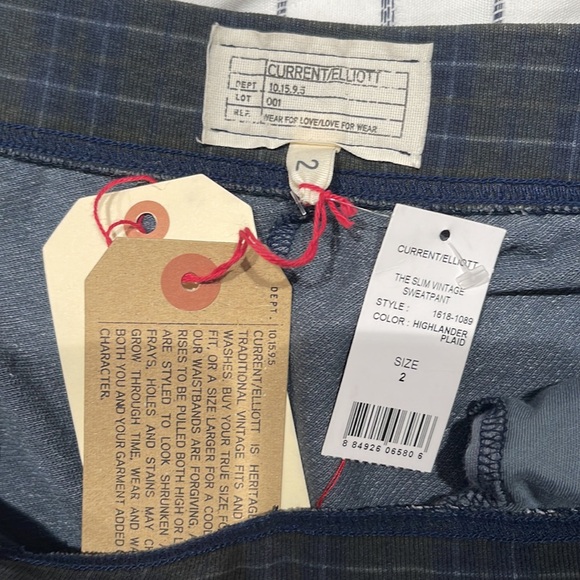 CURRENT/ELLIOTT
DEPT 10.15.9.5
LOT 001
REF. WEAR FOR LOVE/LOVE FOR WEAR
2
CURRENT/ELLIOTT
THE SLIM VINTAGE
SWEATPANT
STYLE : 1618-1089
COLOR : HIGHLANDER
PLAID
SIZE
2
8 84926 06580 6
DEPT. 10.15.9.5
CURRENT/ELLIOTT IS HERITAG
TRADITIONAL VINTAGE FITS AND
WASHES. BUY YOUR TRUE SIZE FO
FIT, OR A SIZE LARGER FOR A COO
OUR WAISTBANDS ARE FORGIVING,
RISES TO BE PULLED BOTH HIGH OR L
ARE STYLED TO LOOK SHRUNKEN
FRAYS, HOLES AND STAINS MAY CH
GROW THROUGH TIME, WEAR AND WA
BOTH YOU AND YOUR GARMENT ADDED
CHARACTER.